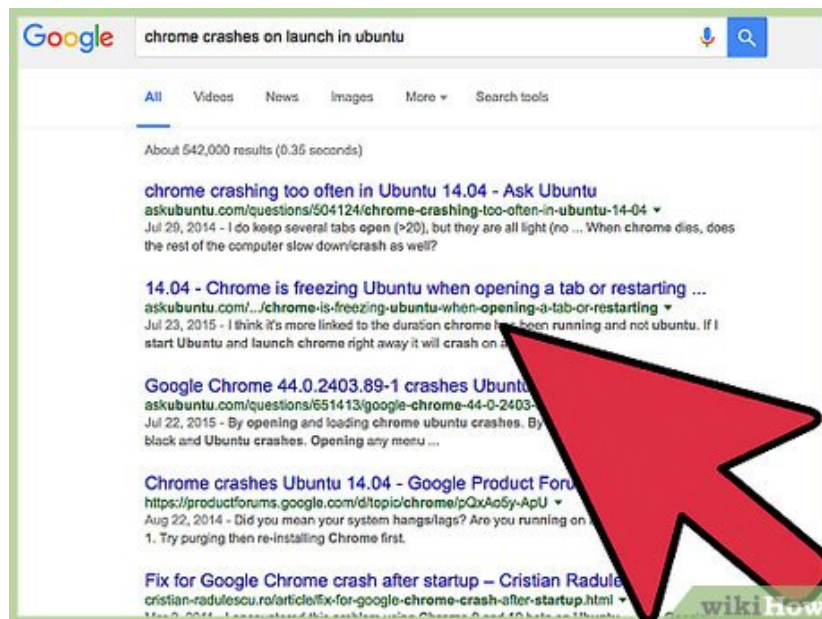 Google
chrome crashes on launch in ubuntu
All Videos News Images More Search tools
About 542,000 results (0.35 seconds)
chrome crashing too often in Ubuntu 14.04 - Ask Ubuntu
askubuntu.com/questions/504124/chrome-crashing-too-often-in-ubuntu-14-04
Jul 29, 2014 - I do keep several tabs open (>20), but they are all light (no ... When chrome dies, does
the rest of the computer slow down/crash as well?
14.04 - Chrome is freezing Ubuntu when opening a tab or restarting ...
askubuntu.com/.../chrome-is-freezing-ubuntu-when-opening-a-tab-or-restarting
Jul 23, 2015 - I think it's more linked to the duration chrome has been running and not ubuntu. If I
start Ubuntu and launch chrome right away it will crash on
Google Chrome 44.0.2403.89-1 crashes Ubuntu
askubuntu.com/questions/651413/google-chrome-44-0-2403-
Jul 22, 2015 - By opening and loading chrome ubuntu crashes. By
black and Ubuntu crashes. Opening any menu ...
Chrome crashes Ubuntu 14.04 - Google Product
https://productforums.google.com/d/topic/chrome/pQxAo5y-ApU
Aug 22, 2014 - Did you mean your system hangs/lags? Are you running on
1. Try purging then re-installing Chrome first.
Fix for Google Chrome crash after startup – Cristian
cristian-radulescu.ro/article/fix-for-google-chrome-crash-after-startup.html
wikiHow